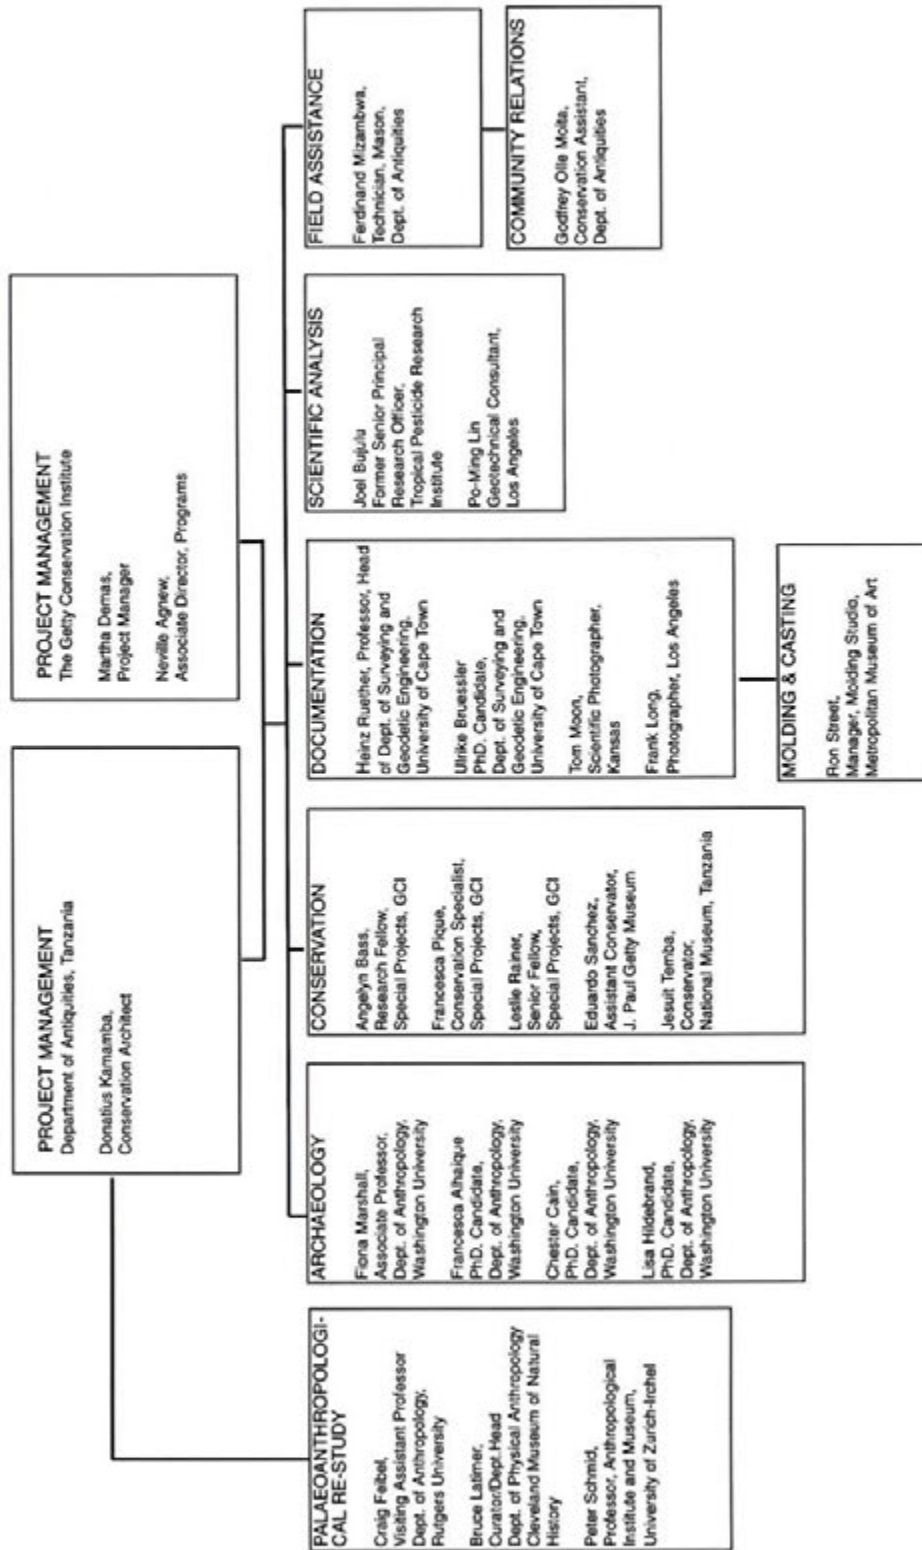 PROJECT MANAGEMENT
Department of Antiquities, Tanzania
Donatius Kamamba,
Conservation Architect
PROJECT MANAGEMENT
The Getty Conservation Institute
Martha Demas,
Project Manager
Neville Agnew,
Associate Director, Programs
PALAEOANTHROPOLOGI-
CAL RE-STUDY
Craig Feibel,
Visiting Assistant Professor
Dept. of Anthropology,
Rutgers University
Bruce Latimer,
Curator/Dept.Head
Dept. of Physical Anthropology
Cleveland Museum of Natural
History
Peter Schmid,
Professor, Anthropological
Institute and Museum,
University of Zurich-Irchel
ARCHAEOLOGY
Fiona Marshall,
Associate Professor,
Dept. of Anthropology,
Washington University
Francesca Alhaique
PhD. Candidate,
Dept. of Anthropology,
Washington University
Chester Cain,
PhD. Candidate,
Dept. of Anthropology,
Washington University
Lisa Hildebrand,
PhD. Candidate,
Dept. of Anthropology,
Washington University
CONSERVATION
Angelyn Bass,
Research Fellow,
Special Projects, GCI
Francesca Pique,
Conservation Specialist,
Special Projects, GCI
Leslie Rainer,
Senior Fellow,
Special Projects, GCI
Eduardo Sanchez,
Assistant Conservator,
J. Paul Getty Museum
Jesuit Temba,
Conservator,
National Museum, Tanzania
DOCUMENTATION
Heinz Ruether, Professor, Head
of Dept. of Surveying and
Geodetic Engineering,
University of Cape Town
Ulrike Bruessler
PhD. Candidate,
Dept. of Surveying and
Geodetic Engineering,
University of Cape Town
Tom Moon,
Scientific Photographer,
Kansas
Frank Long,
Photographer, Los Angeles
MOLDING & CASTING
Ron Street,
Manager, Molding Studio,
Metropolitan Museum of Art
SCIENTIFIC ANALYSIS
Joel Bujulu
Former Senior Principal
Research Officer,
Tropical Pesticide Research
Institute
Po-Ming Lin
Geotechnical Consultant,
Los Angeles
FIELD ASSISTANCE
Ferdinand Mizambwa,
Technician, Mason,
Dept. of Antiquities
COMMUNITY RELATIONS
Godfrey Olle Moita,
Conservation Assistant,
Dept. of Antiquities